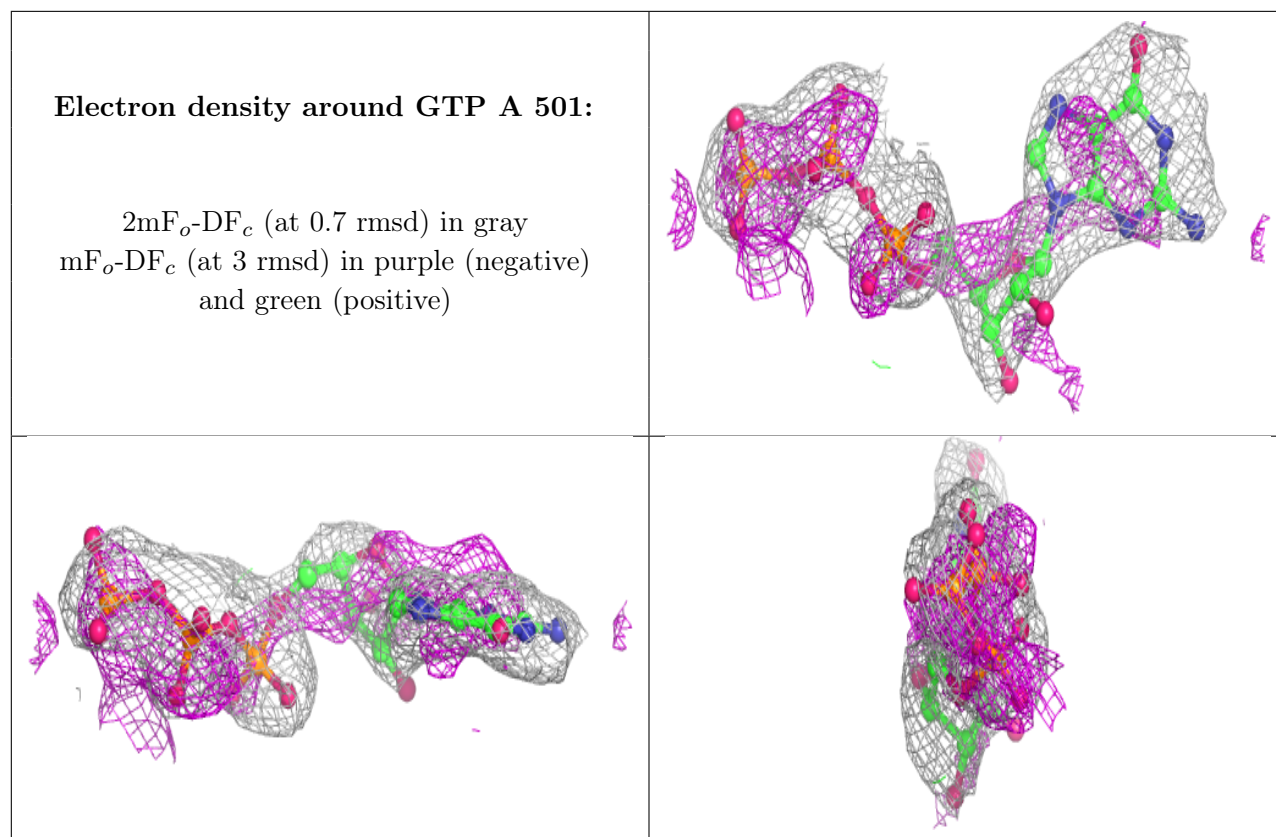 Electron density around GTP A 501:
2mFo-DFc (at 0.7 rmsd) in gray
mFo-DFc (at 3 rmsd) in purple (negative)
and green (positive)